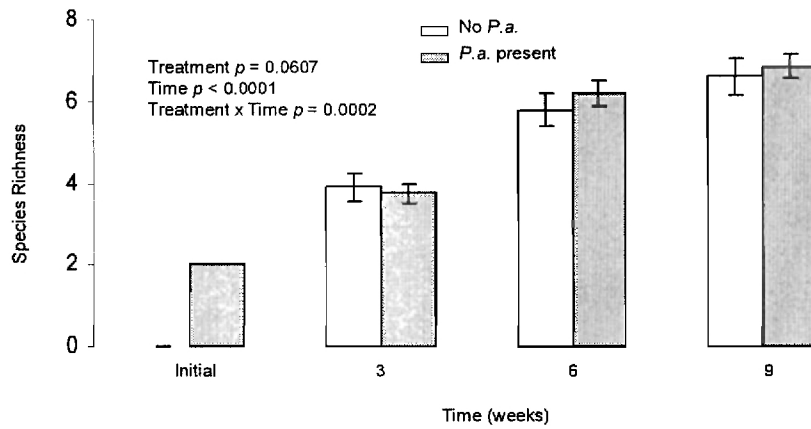 8
No P.a.
P.a. present
Treatment p = 0.0607
Time p < 0.0001
Treatment x Time p = 0.0002
6
Species Richness
4
2
0
Initial
3
6
9
Time (weeks)